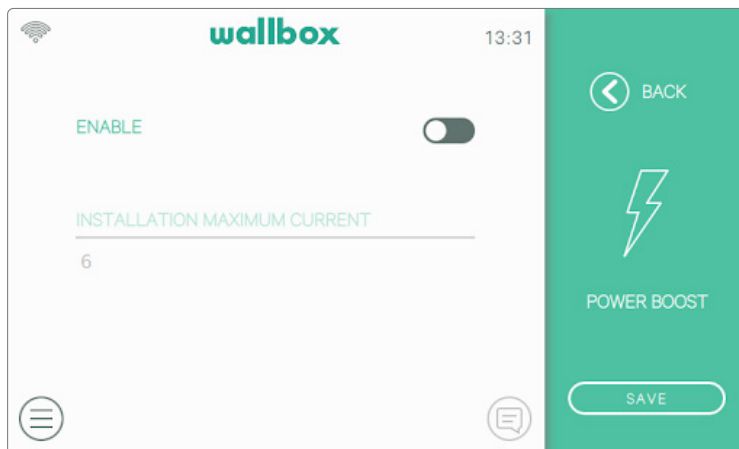 wallbox
13:31
ENABLE
INSTALLATION MAXIMUM CURRENT
6
BACK
POWER BOOST
SAVE